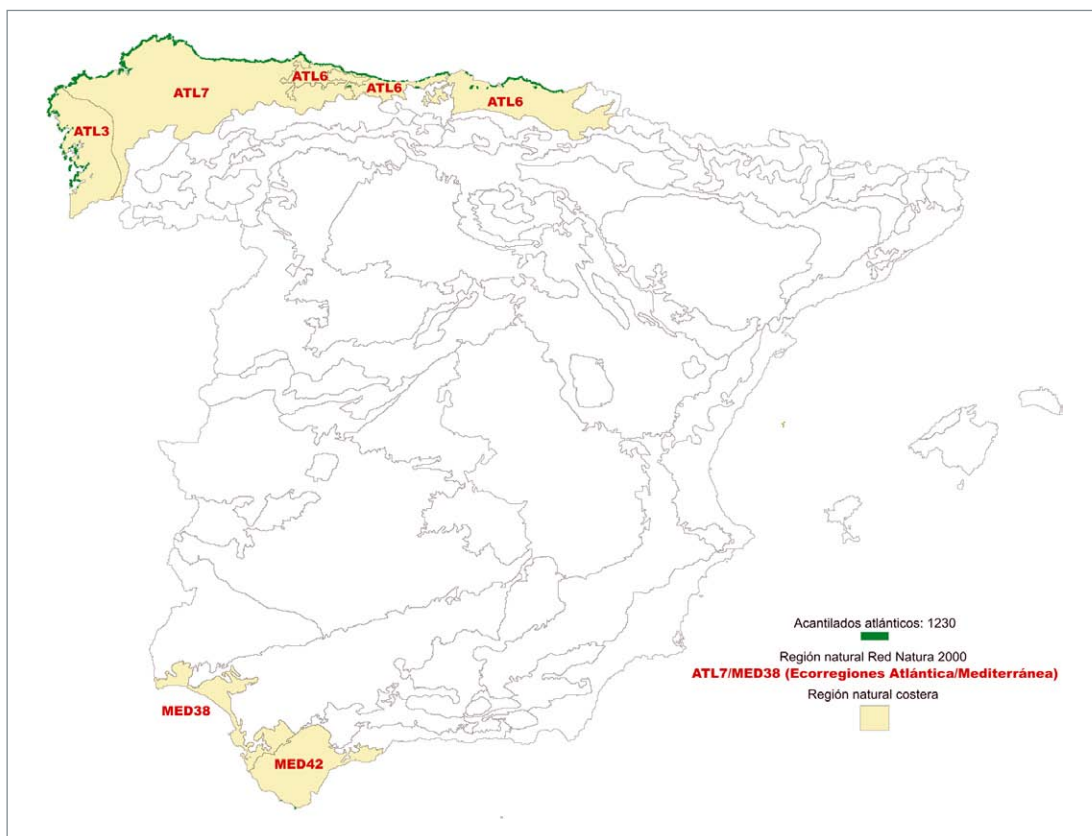 ATL6
ATL7
ATL6
ATL6
ATL3
Acantilados atlánticos: 1230
Región natural Red Natura 2000
ATL7/MED38 (Ecorregiones Atlántica/Mediterránea)
Región natural costera
MED38
MED42